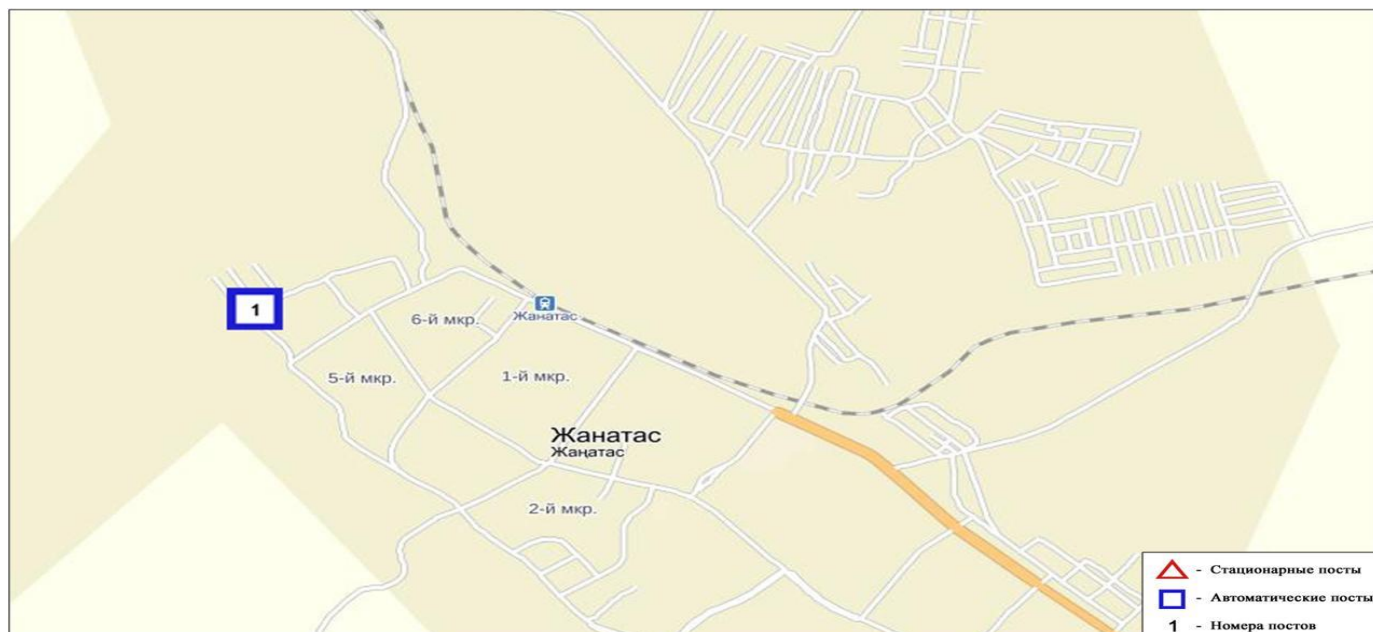 1
6-й мкр.
Жанатас
5-й мкр.
1-й мкр.
Жанатас
Жаңатас
2-й мкр.
- Стационарные посты
- Автоматические посты
1 - Номера постов